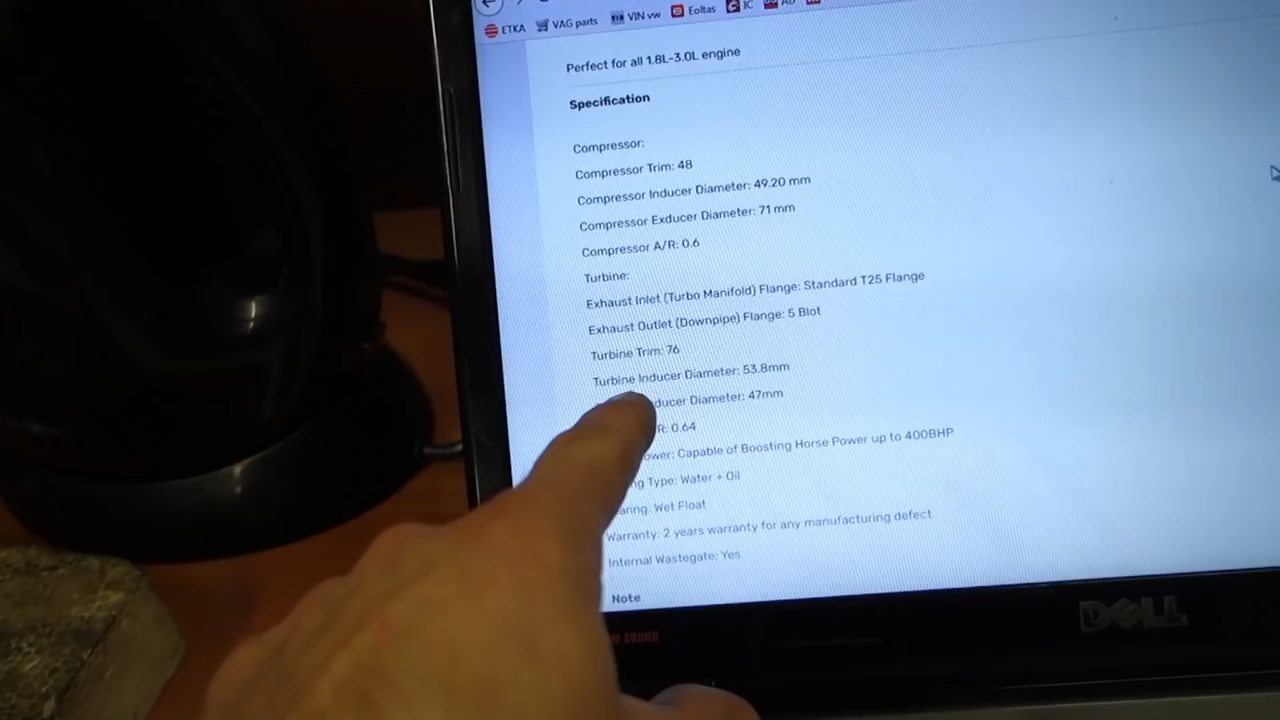 ETKA VAG parts VIN vw Eoltas IC
Perfect for all 1.8L-3.0L engine
Specification
Compressor:
Compressor Trim: 48
Compressor Inducer Diameter: 49.20 mm
Compressor Exducer Diameter: 71 mm
Compressor A/R: 0.6
Turbine:
Exhaust Inlet (Turbo Manifold) Flange: Standard T25 Flange
Exhaust Outlet (Downpipe) Flange: 5 Blot
Turbine Trim: 76
Turbine Inducer Diameter: 53.8mm
ducer Diameter: 47mm
R: 0.64
ower: Capable of Boosting Horse Power up to 400BHP
ng Type: Water + Oil
aring: Wet Float
Warranty: 2 years warranty for any manufacturing defect
Internal Wastegate: Yes
Note
DELL